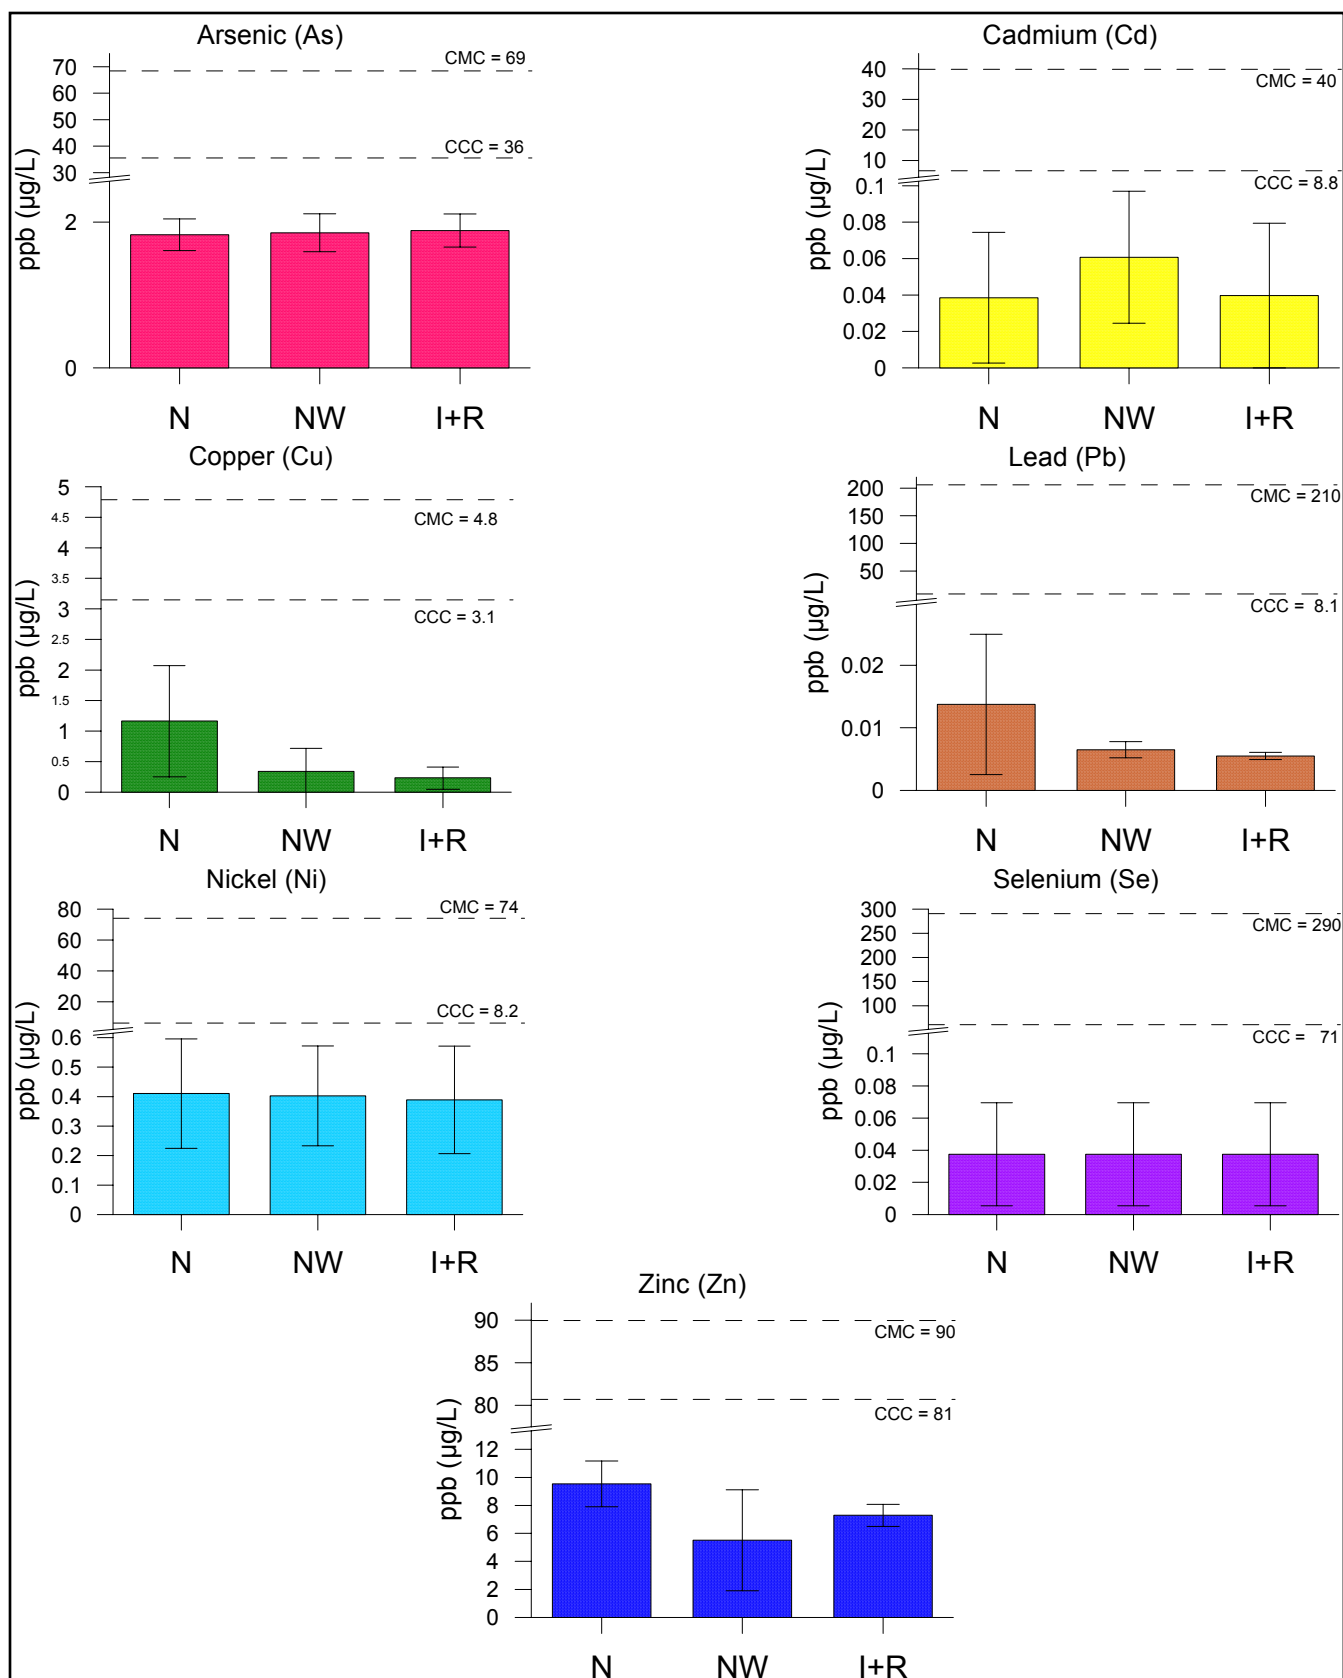 Arsenic (As)
CMC = 69
70
60
50
40
CCC = 36
30
2
0
ppb (µg/L)
N NW I+R
Cadmium (Cd)
40
CMC = 40
30
20
10
CCC = 8.8
0.1
0.08
0.06
0.04
0.02
0
ppb (µg/L)
N NW I+R
Copper (Cu)
5
4.5
CMC = 4.8
4
3.5
3
CCC = 3.1
2.5
2
1.5
1
0.5
0
ppb (µg/L)
N NW I+R
Lead (Pb)
200
CMC = 210
150
100
50
CCC = 8.1
0.02
0.01
0
ppb (µg/L)
N NW I+R
Nickel (Ni)
80
CMC = 74
60
40
20
CCC = 8.2
0.6
0.5
0.4
0.3
0.2
0.1
0
ppb (µg/L)
N NW I+R
Selenium (Se)
300
CMC = 290
250
200
150
100
CCC = 71
0.1
0.08
0.06
0.04
0.02
0
ppb (µg/L)
N NW I+R
Zinc (Zn)
90
CMC = 90
85
80
CCC = 81
12
10
8
6
4
2
0
ppb (µg/L)
N NW I+R